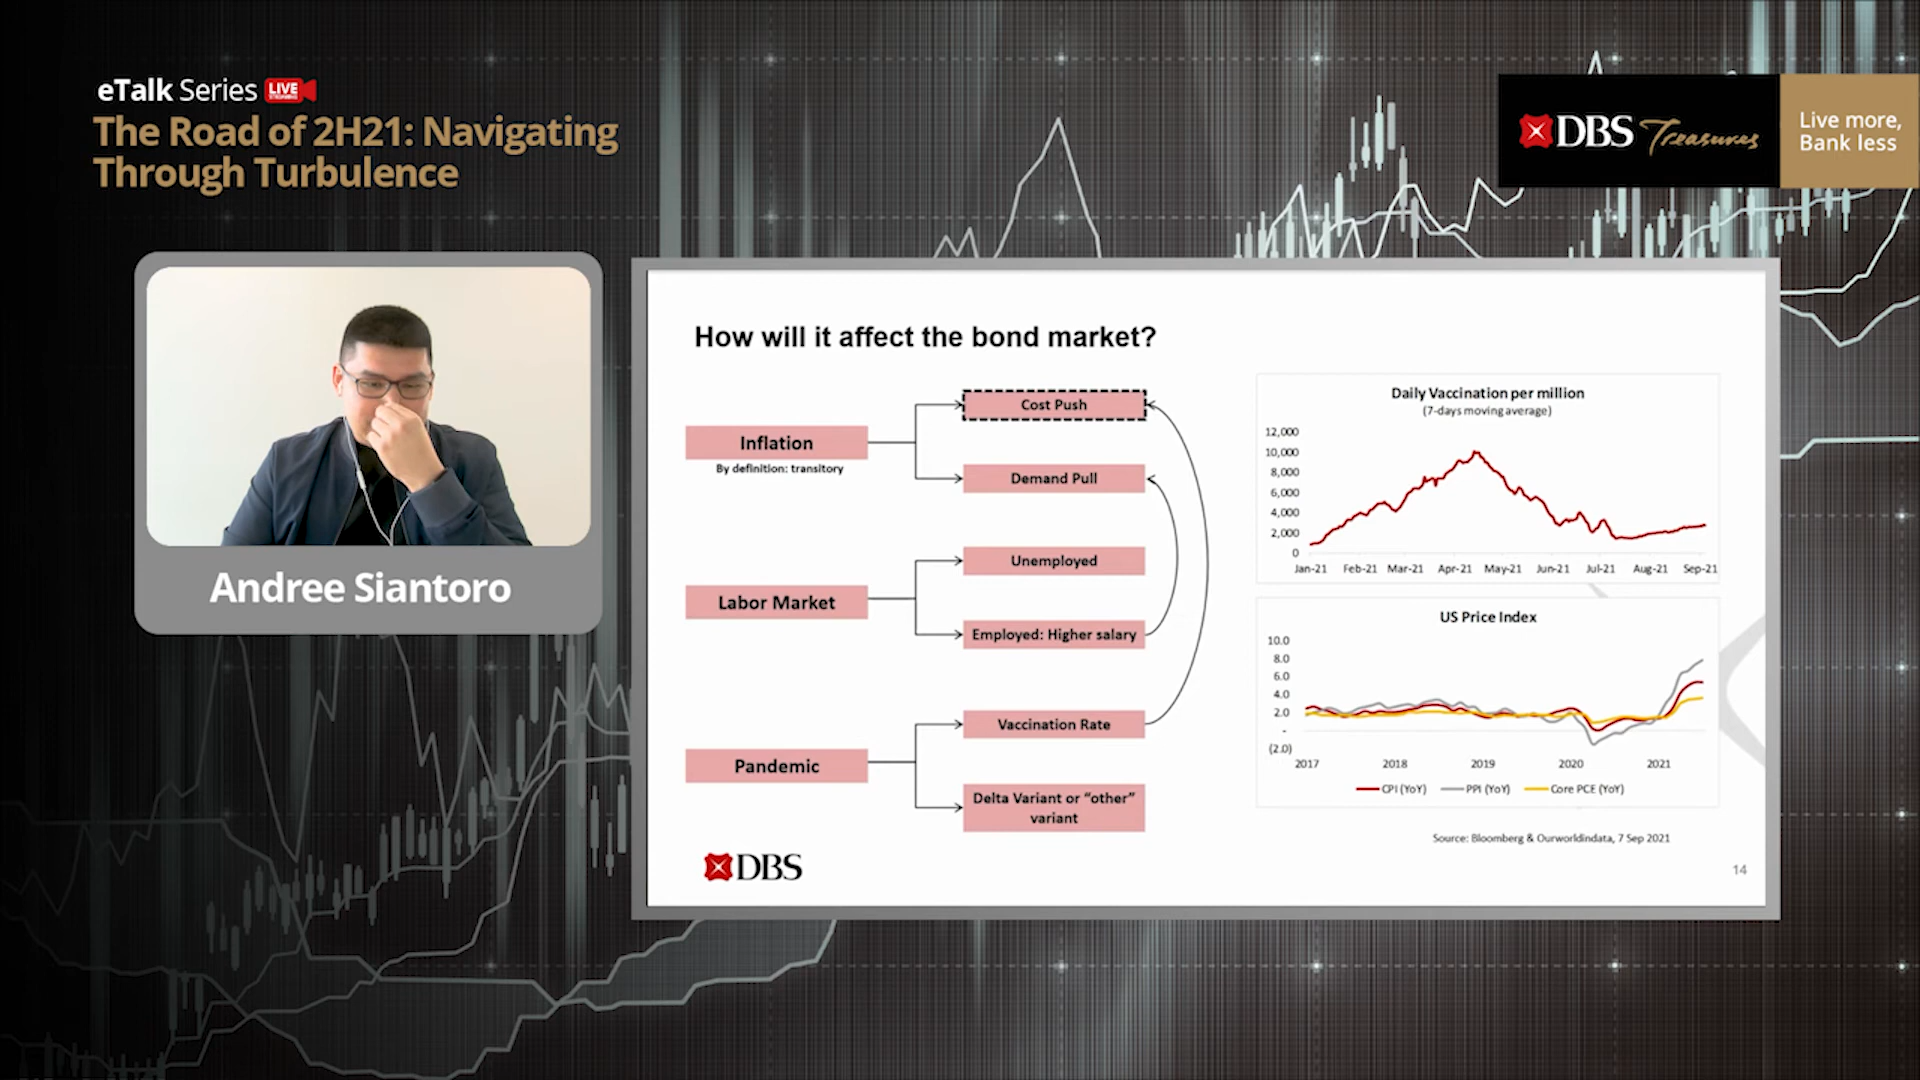 eTalk Series LIVE
STREAMING
The Road of 2H21: Navigating
Through Turbulence
DBS Treasures
Live more,
Bank less
Andree Siantoro
How will it affect the bond market?
Inflation
By definition: transitory
Cost Push
Demand Pull
Labor Market
Unemployed
Employed: Higher salary
Pandemic
Vaccination Rate
Delta Variant or “other”
variant
Daily Vaccination per million
(7-days moving average)
12,000
10,000
8,000
6,000
4,000
2,000
0
Jan-21 Feb-21 Mar-21 Apr-21 May-21 Jun-21 Jul-21 Aug-21 Sep-21
US Price Index
10.0
8.0
6.0
4.0
2.0
-
(2.0)
2017 2018 2019 2020 2021
CPI (YoY) PPI (YoY) Core PCE (YoY)
Source: Bloomberg & Ourworldindata, 7 Sep 2021
DBS
14